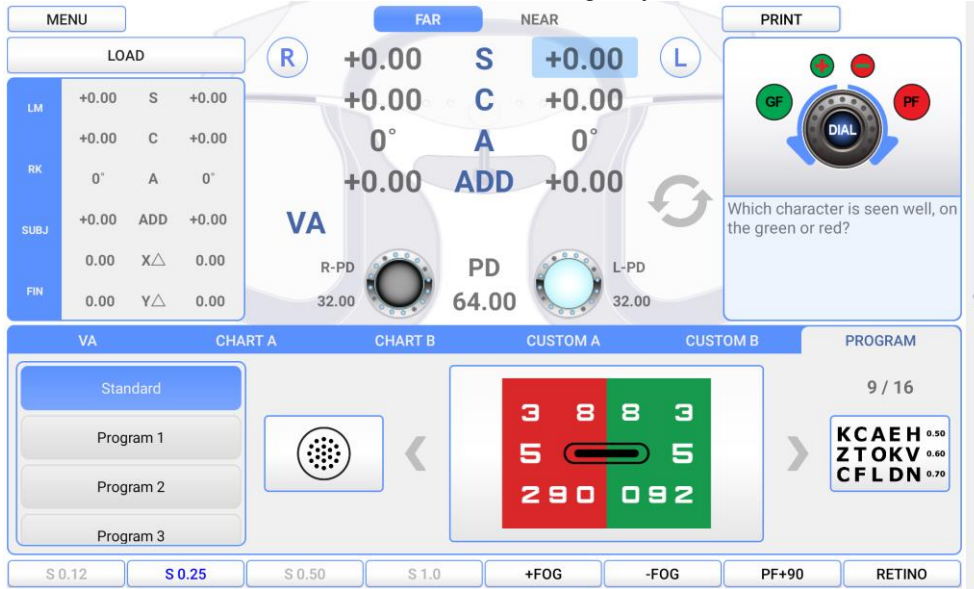 MENU
FAR
NEAR
PRINT
LOAD
R
+0.00 S +0.00
L
+0.00 C +0.00
0° A 0°
+0.00 ADD +0.00
VA
R-PD
PD
L-PD
32.00
64.00
32.00
LM
RK
SUBJ
FIN
+0.00 S +0.00
+0.00 C +0.00
0° A 0°
+0.00 ADD +0.00
0.00 X△ 0.00
0.00 Y△ 0.00
+
−
GF
PF
DIAL
Which character is seen well, on
the green or red?
VA
CHART A
CHART B
CUSTOM A
CUSTOM B
PROGRAM
Standard
Program 1
Program 2
Program 3
3 8 8 3
5 5
290 092
9 / 16
KCAEH 0.50
ZTOKV 0.60
CFLDN 0.70
S 0.12
S 0.25
S 0.50
S 1.0
+FOG
-FOG
PF+90
RETINO